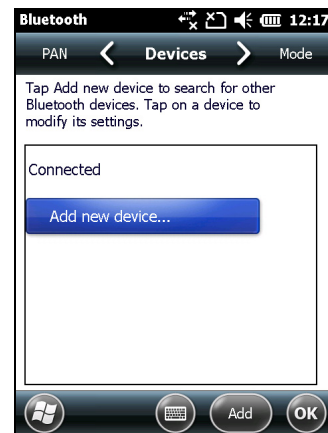 Bluetooth 12:17
PAN Devices Mode
Tap Add new device to search for other
Bluetooth devices. Tap on a device to
modify its settings.
Connected
Add new device...
Add OK